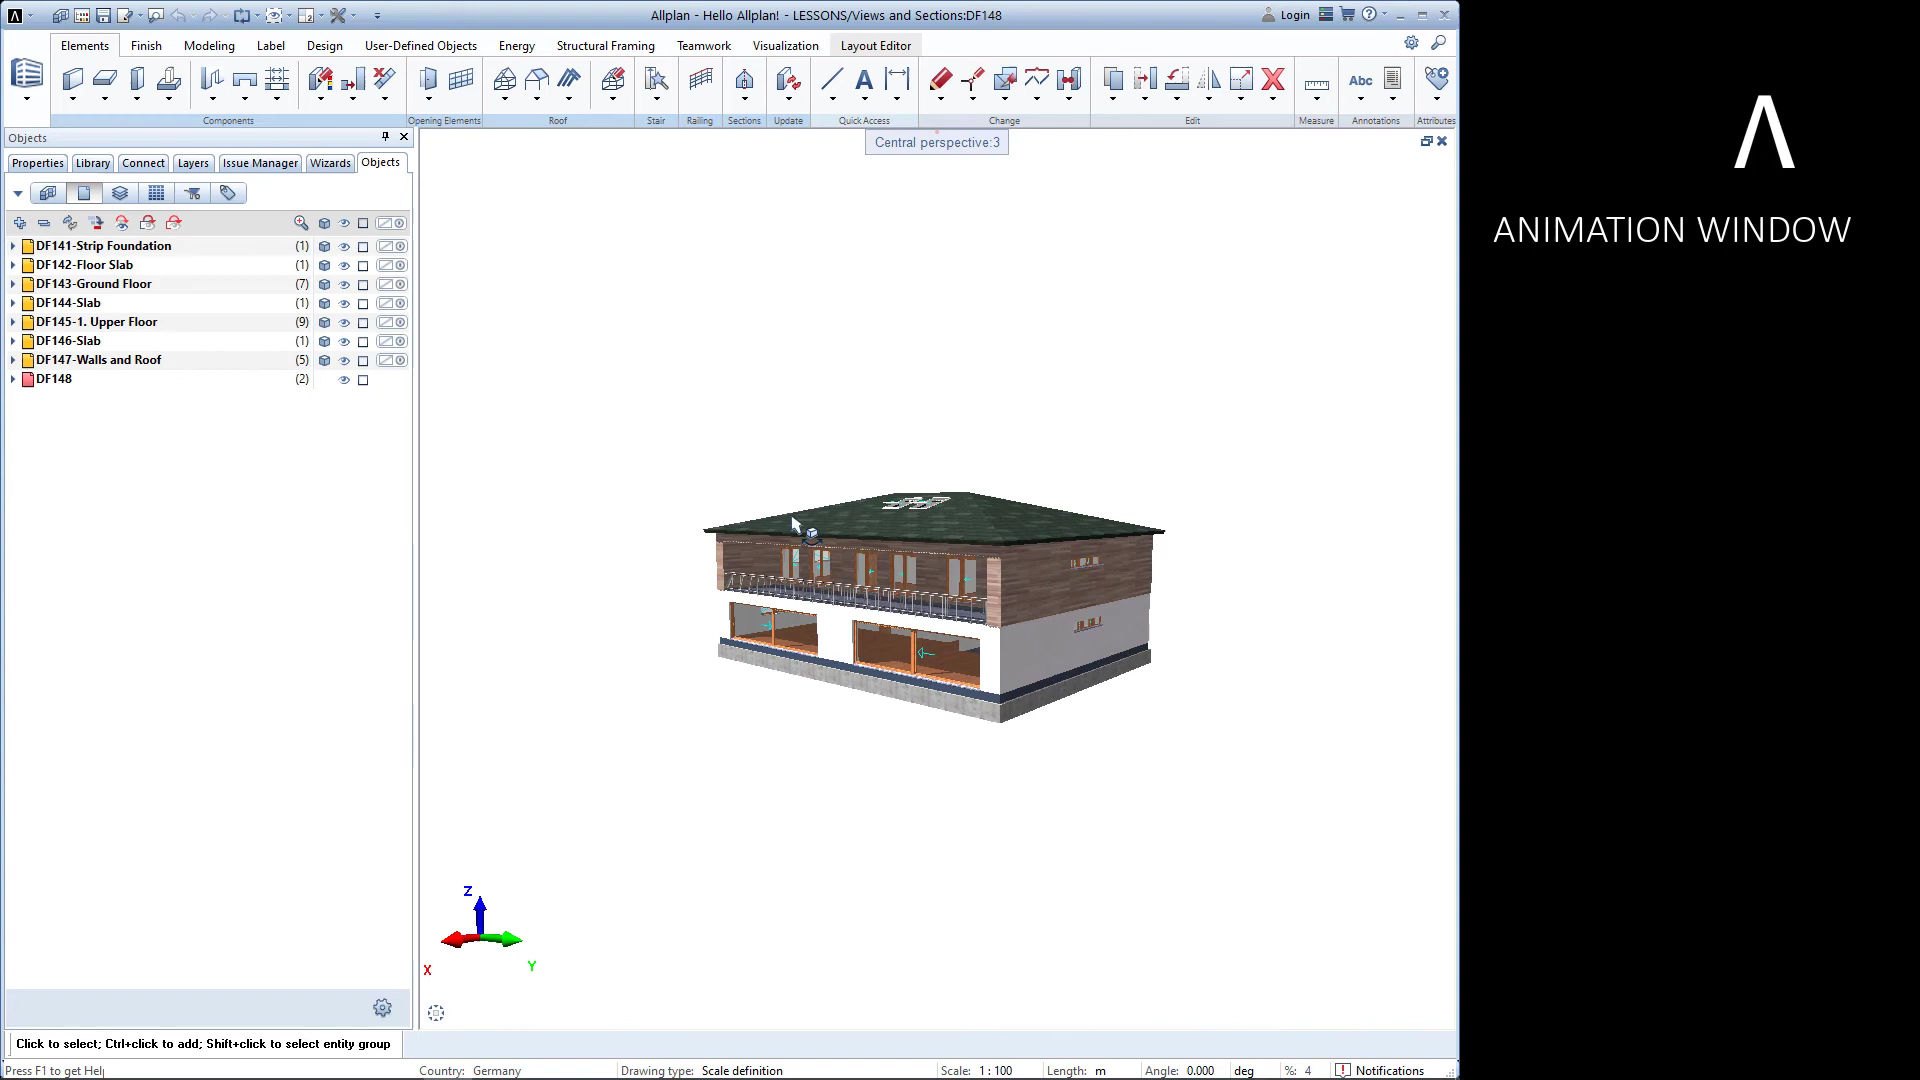 Allplan - Hello Allplan! - LESSONS/Views and Sections:DF148
Login
Elements Finish Modeling Label Design User-Defined Objects Energy Structural Framing Teamwork Visualization Layout Editor
Abc
Components Opening Elements Roof Stair Railing Sections Update Quick Access Change Edit Measure Annotations Attributes
Objects
Central perspective:3
Properties Library Connect Layers Issue Manager Wizards Objects
DF141-Strip Foundation (1)
DF142-Floor Slab (1)
DF143-Ground Floor (7)
DF144-Slab (1)
DF145-1. Upper Floor (9)
DF146-Slab (1)
DF147-Walls and Roof (5)
DF148 (2)
Z
X
Y
Click to select; Ctrl+click to add; Shift+click to select entity group
Press F1 to get Help
Country: Germany Drawing type: Scale definition Scale: 1 : 100 Length: m Angle: 0.000 deg %: 4 Notifications
ANIMATION WINDOW